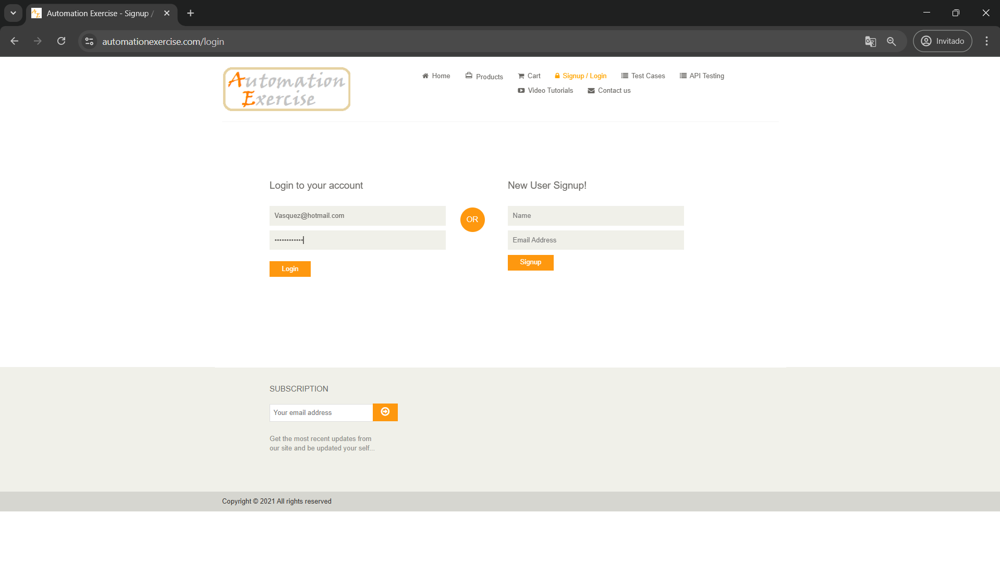 Automation Exercise - Signup /
automationexercise.com/login
Invitado
Automation
Exercise
Home
Products
Cart
Signup / Login
Test Cases
API Testing
Video Tutorials
Contact us
Login to your account
New User Signup!
Vasquez@hotmail.com
OR
Name
••••••••••••
Email Address
Login
Signup
SUBSCRIPTION
Your email address
Get the most recent updates from
our site and be updated your self...
Copyright © 2021 All rights reserved